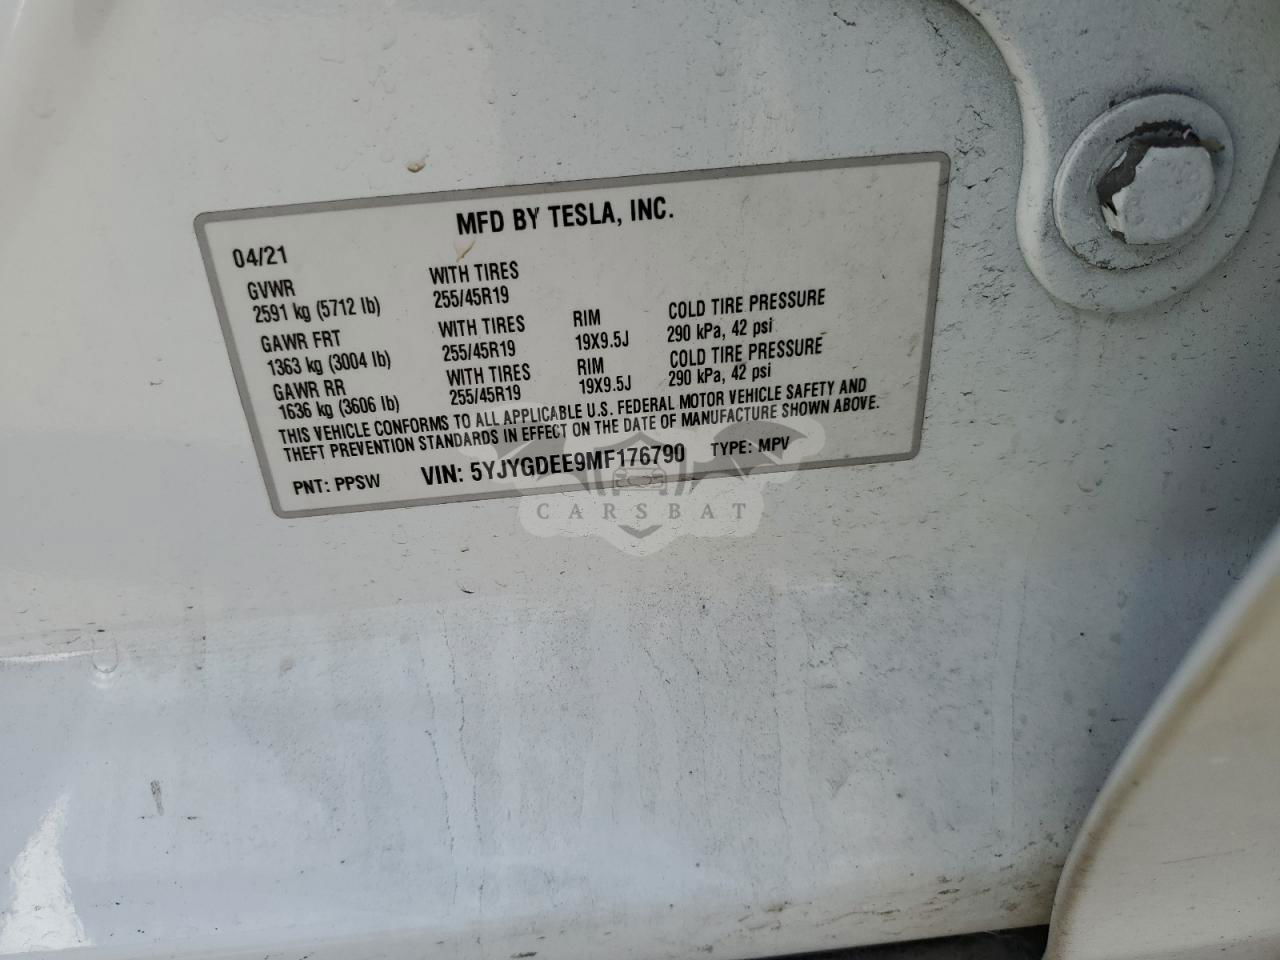 MFD BY TESLA, INC.
04/21
GVWR WITH TIRES
2591 kg (5712 lb) 255/45R19
GAWR FRT WITH TIRES RIM COLD TIRE PRESSURE
1363 kg (3004 lb) 255/45R19 19X9.5J 290 kPa, 42 psi
GAWR RR WITH TIRES RIM COLD TIRE PRESSURE
1636 kg (3606 lb) 255/45R19 19X9.5J 290 kPa, 42 psi
THIS VEHICLE CONFORMS TO ALL APPLICABLE U.S. FEDERAL MOTOR VEHICLE SAFETY AND
THEFT PREVENTION STANDARDS IN EFFECT ON THE DATE OF MANUFACTURE SHOWN ABOVE.
PNT: PPSW VIN: 5YJYGDEE9MF176790 TYPE: MPV
CARSBAT